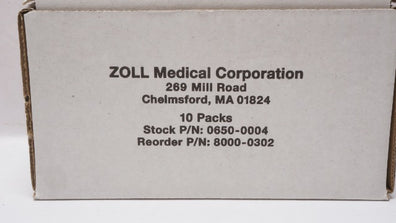 ZOLL Medical Corporation
269 Mill Road
Chelmsford, MA 01824
10 Packs
Stock P/N: 0650-0004
Reorder P/N: 8000-0302